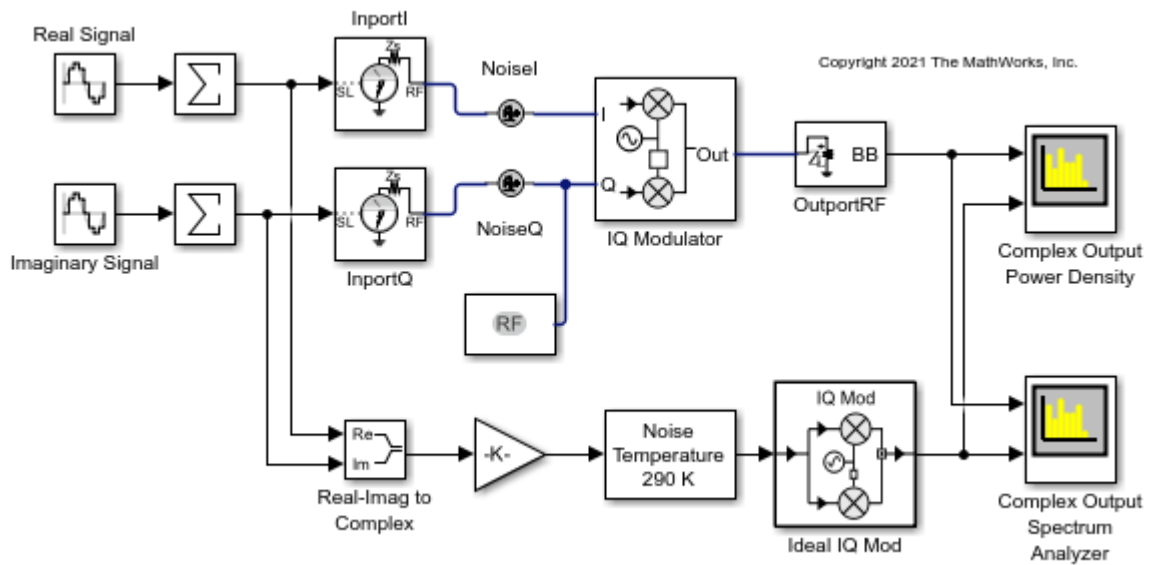 InportI
Real Signal
Zs
SL
RF
NoiseI
Copyright 2021 The MathWorks, Inc.
I
Out
Q
BB
OutportRF
Zs
SL
RF
NoiseQ
IQ Modulator
Imaginary Signal
InportQ
Complex Output
Power Density
RF
IQ Mod
Re
Im
-K-
Noise
Temperature
290 K
Real-Imag to
Complex
Ideal IQ Mod
Complex Output
Spectrum
Analyzer